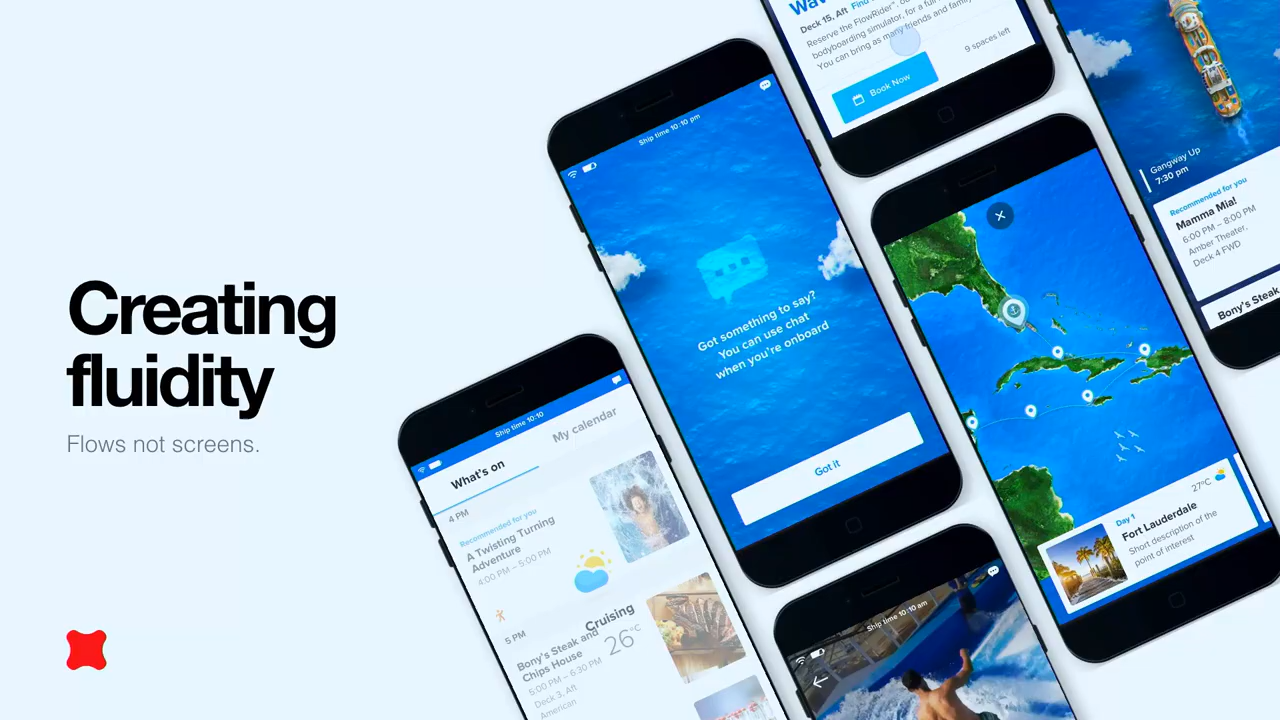 Creating
fluidity
Flows not screens.
Ship time 10:10
What's on
My calendar
4 PM
Recommended for you
A Twisting Turning
Adventure
4:00 PM – 5:00 PM
Cruising
26°C
5 PM
Bony's Steak and
Chips House
5:00 PM – 6:30 PM
Deck 3, Aft
American
Ship time 10:10 pm
Got something to say?
You can use chat
when you're onboard
Got it
Deck 15, Aft Find
Reserve the FlowRider
bodyboarding simulator, for a full
You can bring as many friends and family
9 spaces left
Book Now
Ship time 10:10 am
27°C
Day 1
Fort Lauderdale
Short description of the
point of interest
Gangway Up
7:30 pm
Recommended for you
Mamma Mia!
6:00 PM – 8:00 PM
Amber Theater,
Deck 4 FWD
Bony's Steak